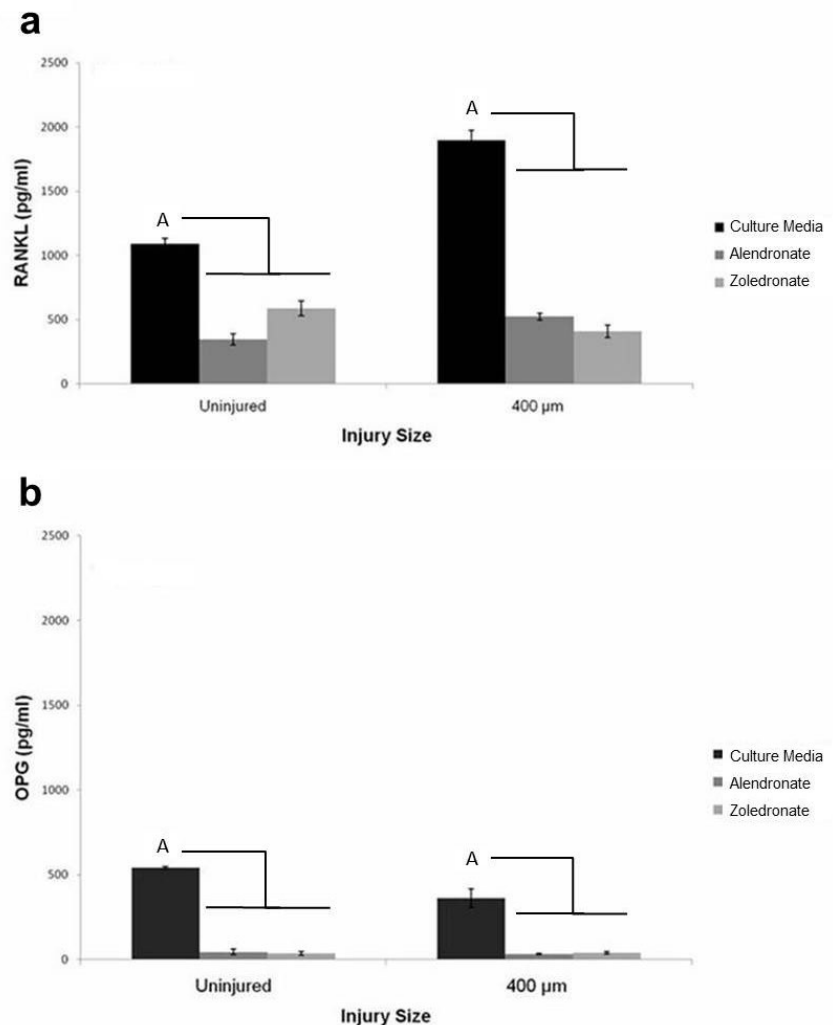 a
2500
2000
1500
1000
500
0
RANKL (pg/ml)
A
A
Culture Media
Alendronate
Zoledronate
Uninjured
400 µm
Injury Size
b
2500
2000
1500
1000
500
0
OPG (pg/ml)
A
A
Culture Media
Alendronate
Zoledronate
Uninjured
400 µm
Injury Size